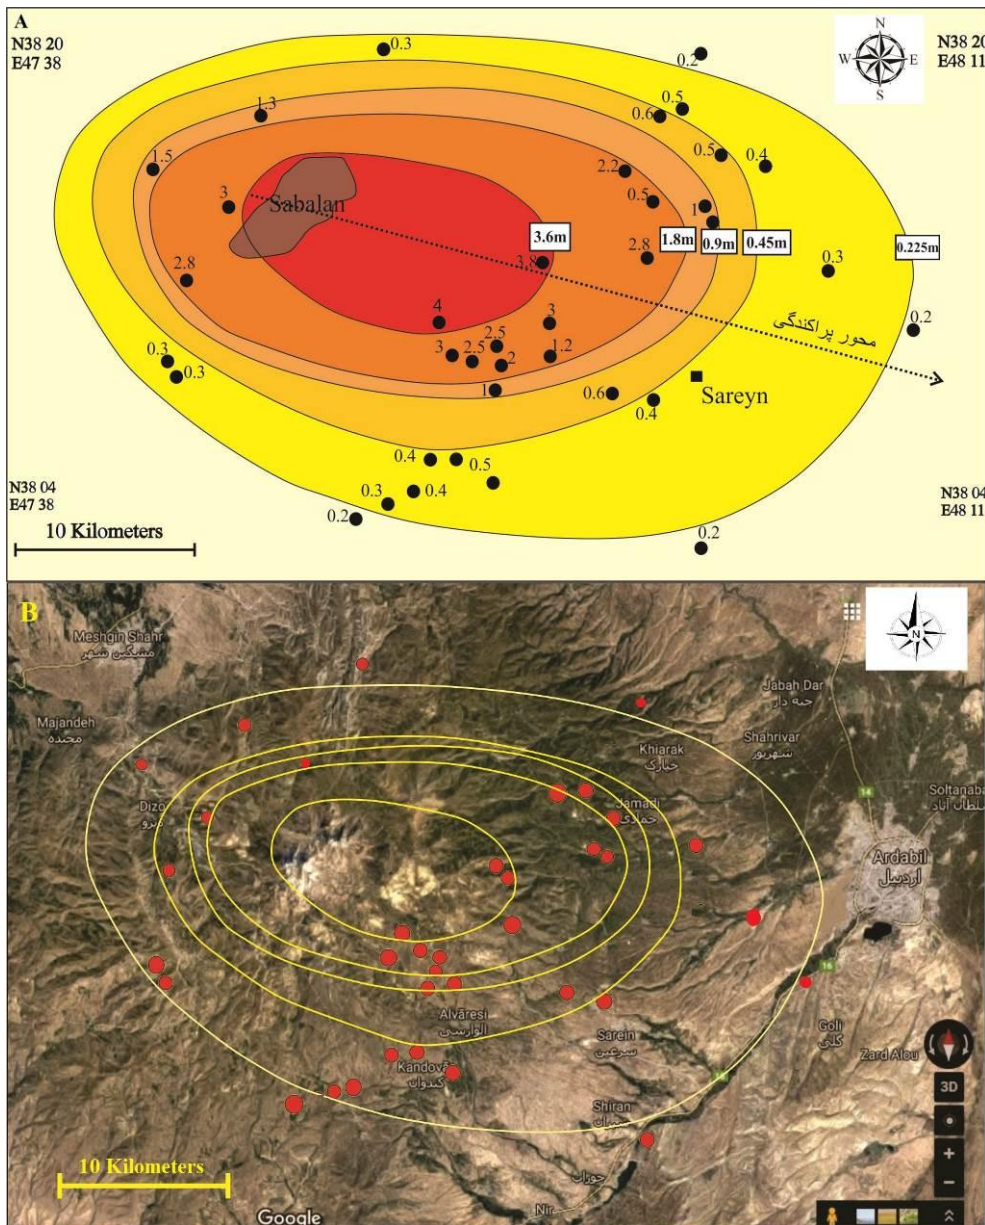 A
N38 20
E47 38
N38 20
E48 11
N
W
E
S
0.3
0.2
0.5
0.6
1.3
0.5
0.4
1.5
2.2
0.5
3
1
Sabalan
3.6m
1.8m
0.9m
0.45m
0.225m
2.8
3.8
0.3
2.8
4
3
0.2
محور پراکندگی
2.5
3
2.5
2
1.2
0.3
0.3
1
0.6
0.4
Sareyn
0.4
0.5
0.4
0.3
0.2
0.2
N38 04
E47 38
N38 04
E48 11
10 Kilometers
B
N
Meshgin Shahr
مشگین شهر
Majandeh
مجنده
Jabah Dar
جبه دار
Khiarak
خیارک
Shahrivar
شهریور
Soltanaba
سلطان آباد
14
Dizo
دیزو
Jamadi
جمادی
Ardabil
اردبیل
16
Alvāresi
الوارسی
Sarein
سرعین
Goli
گلی
Zard Alou
Kandovā
کندوان
Shiran
شیران
16
جوراب
Nir
3D
+
−
10 Kilometers
Google